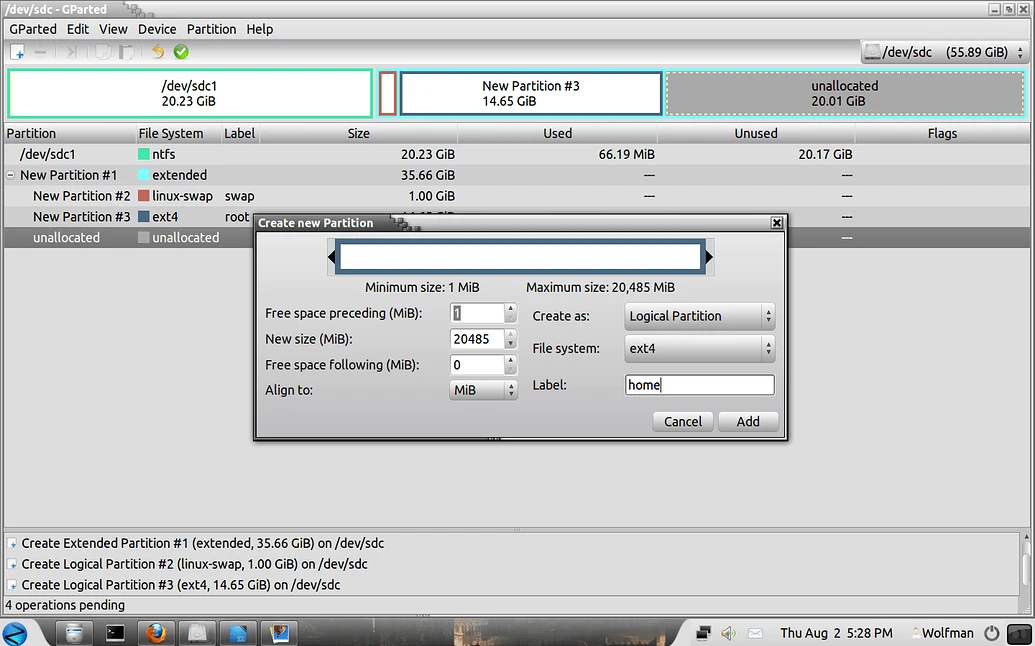 /dev/sdc - GParted
GParted Edit View Device Partition Help
/dev/sdc (55.89 GiB)
/dev/sdc1
20.23 GiB
New Partition #3
14.65 GiB
unallocated
20.01 GiB
Partition File System Label Size Used Unused Flags
/dev/sdc1 ntfs 20.23 GiB 66.19 MiB 20.17 GiB
New Partition #1 extended 35.66 GiB --- ---
New Partition #2 linux-swap swap 1.00 GiB --- ---
New Partition #3 ext4 root ---
unallocated unallocated ---
Create new Partition
Minimum size: 1 MiB Maximum size: 20,485 MiB
Free space preceding (MiB): 1
Create as: Logical Partition
New size (MiB): 20485
File system: ext4
Free space following (MiB): 0
Label: home
Align to: MiB
Cancel Add
Create Extended Partition #1 (extended, 35.66 GiB) on /dev/sdc
Create Logical Partition #2 (linux-swap, 1.00 GiB) on /dev/sdc
Create Logical Partition #3 (ext4, 14.65 GiB) on /dev/sdc
4 operations pending
Thu Aug 2 5:28 PM Wolfman